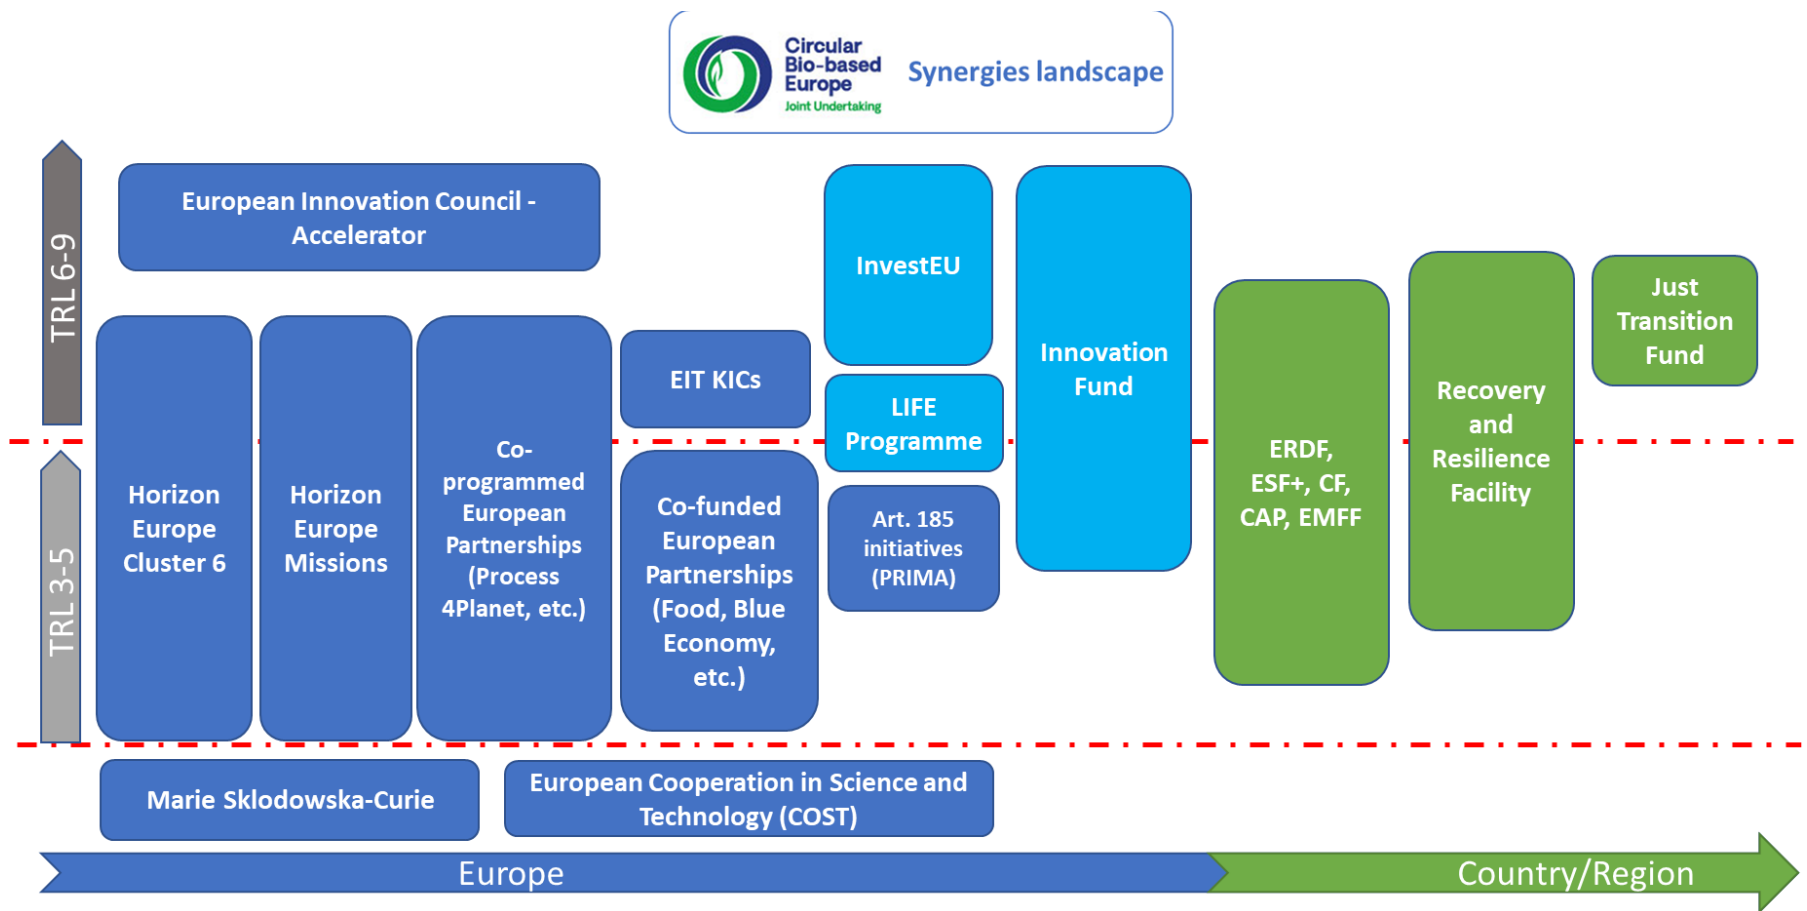 Circular
Bio-based
Europe
Joint Undertaking
Synergies landscape
TRL 6-9
TRL 3-5
European Innovation Council -
Accelerator
Horizon
Europe
Cluster 6
Horizon
Europe
Missions
Co-
programmed
European
Partnerships
(Process
4Planet, etc.)
EIT KICs
Co-funded
European
Partnerships
(Food, Blue
Economy,
etc.)
InvestEU
LIFE
Programme
Art. 185
initiatives
(PRIMA)
Innovation
Fund
ERDF,
ESF+, CF,
CAP, EMFF
Recovery
and
Resilience
Facility
Just
Transition
Fund
Marie Sklodowska-Curie
European Cooperation in Science and
Technology (COST)
Europe
Country/Region